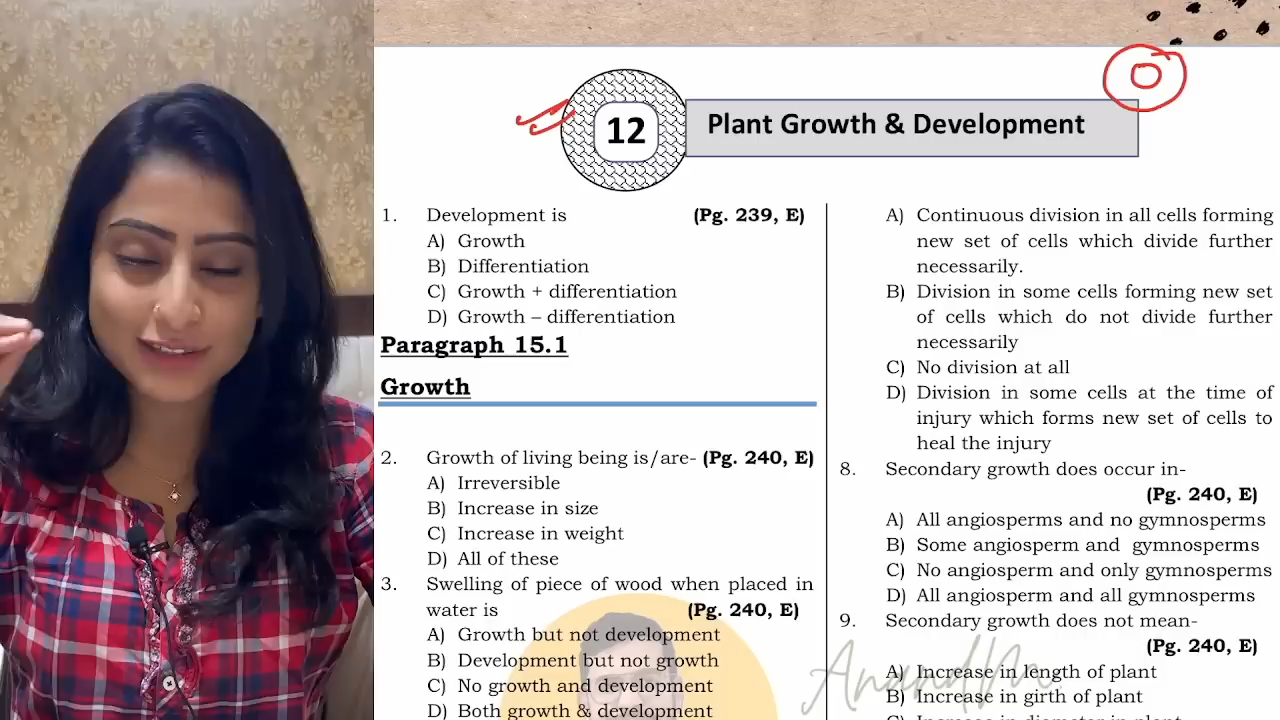 12
Plant Growth & Development
1. Development is (Pg. 239, E)
A) Growth
B) Differentiation
C) Growth + differentiation
D) Growth – differentiation
Paragraph 15.1
Growth
2. Growth of living being is/are- (Pg. 240, E)
A) Irreversible
B) Increase in size
C) Increase in weight
D) All of these
3. Swelling of piece of wood when placed in
water is (Pg. 240, E)
A) Growth but not development
B) Development but not growth
C) No growth and development
D) Both growth & development
A) Continuous division in all cells forming
new set of cells which divide further
necessarily.
B) Division in some cells forming new set
of cells which do not divide further
necessarily
C) No division at all
D) Division in some cells at the time of
injury which forms new set of cells to
heal the injury
8. Secondary growth does occur in-
(Pg. 240, E)
A) All angiosperms and no gymnosperms
B) Some angiosperm and gymnosperms
C) No angiosperm and only gymnosperms
D) All angiosperm and all gymnosperms
9. Secondary growth does not mean-
(Pg. 240, E)
A) Increase in length of plant
B) Increase in girth of plant
C) Increase in diameter in plant